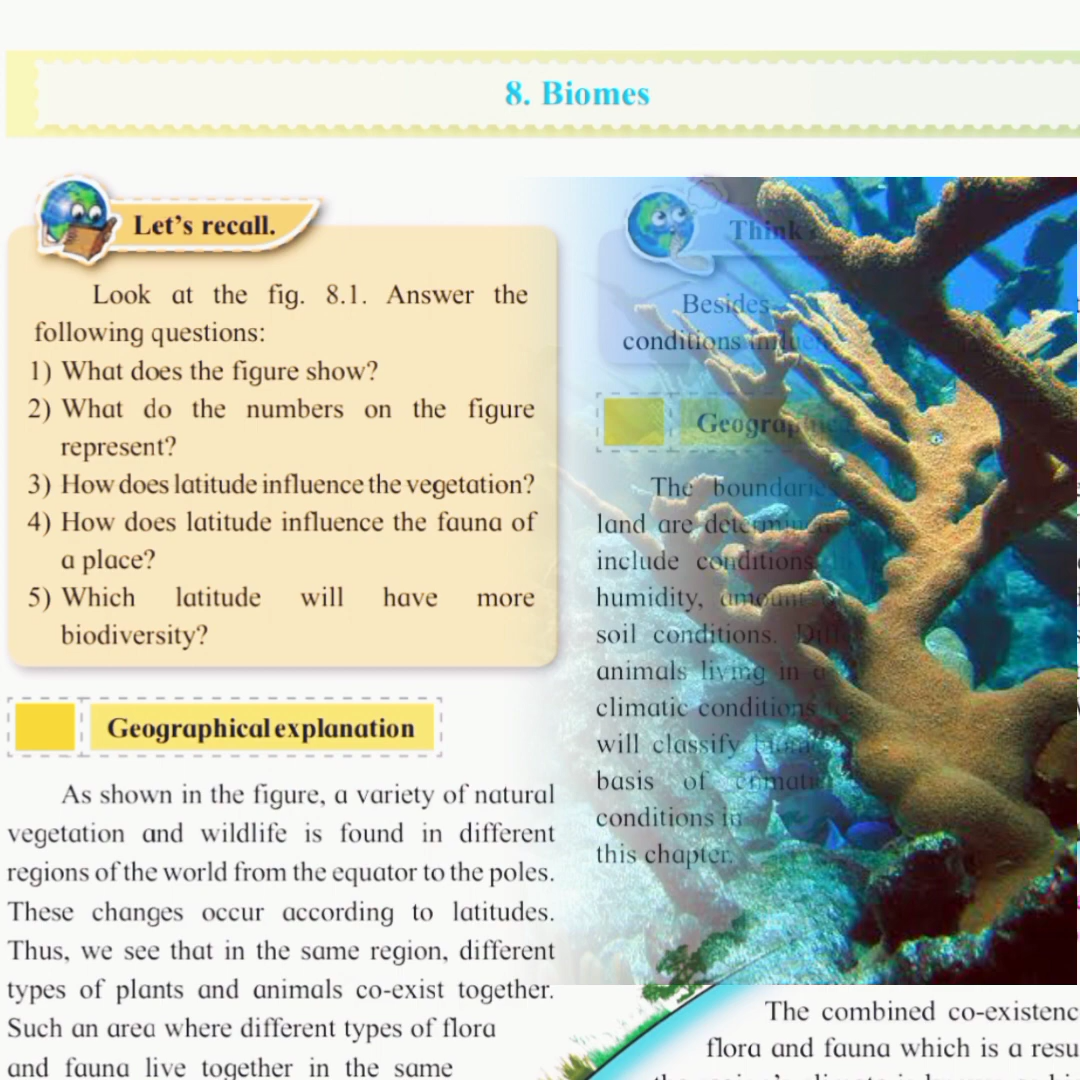 8. Biomes
Let's recall.
Look at the fig. 8.1. Answer the
following questions:
1) What does the figure show?
2) What do the numbers on the figure
represent?
3) How does latitude influence the vegetation?
4) How does latitude influence the fauna of
a place?
5) Which latitude will have more
biodiversity?
Geographical explanation
As shown in the figure, a variety of natural
vegetation and wildlife is found in different
regions of the world from the equator to the poles.
These changes occur according to latitudes.
Thus, we see that in the same region, different
types of plants and animals co-exist together.
Such an area where different types of flora
and fauna live together in the same
Think
Besides
conditions
The
land are
include conditions
humidity, amount
soil conditions.
animals living in
climatic conditions
will classify
basis of
conditions in
this chapter.
The combined
flora and fauna which is a